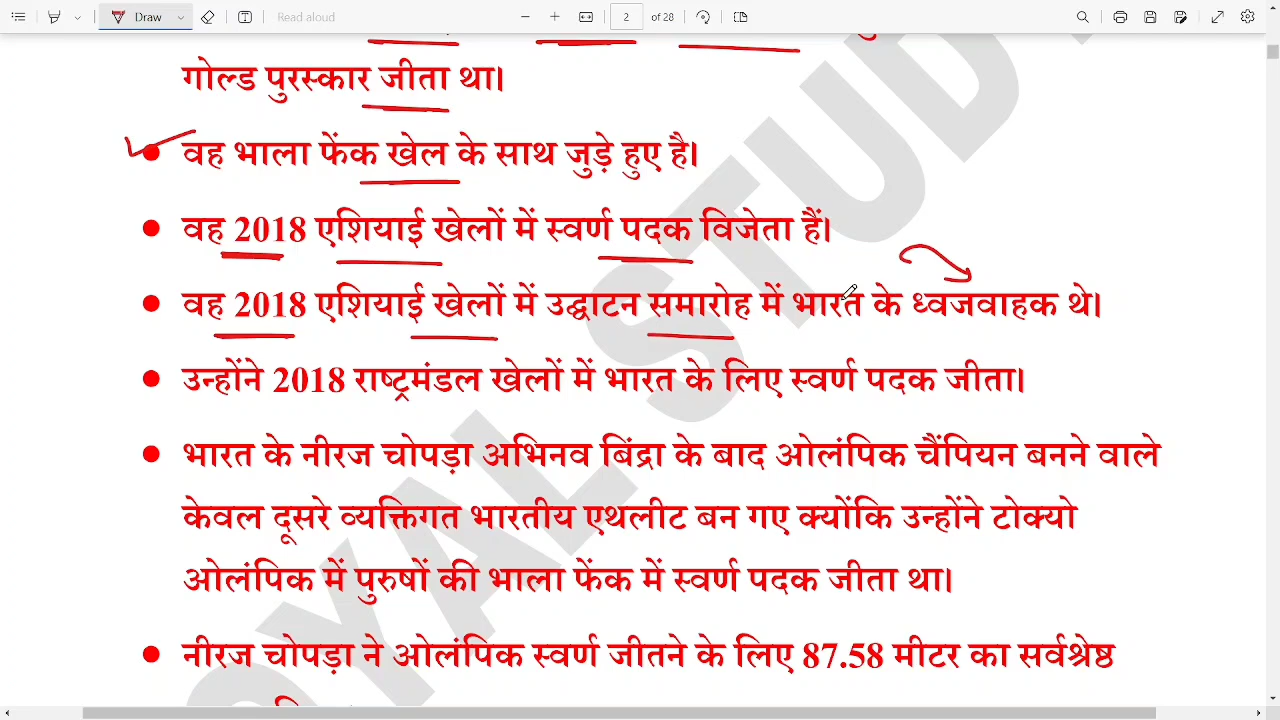 Draw
Read aloud
2 of 28
गोल्ड पुरस्कार जीता था।
वह भाला फेंक खेल के साथ जुड़े हुए है।
वह 2018 एशियाई खेलों में स्वर्ण पदक विजेता हैं।
वह 2018 एशियाई खेलों में उद्घाटन समारोह में भारत के ध्वजवाहक थे।
उन्होंने 2018 राष्ट्रमंडल खेलों में भारत के लिए स्वर्ण पदक जीता।
भारत के नीरज चोपड़ा अभिनव बिंद्रा के बाद ओलंपिक चैंपियन बनने वाले
केवल दूसरे व्यक्तिगत भारतीय एथलीट बन गए क्योंकि उन्होंने टोक्यो
ओलंपिक में पुरुषों की भाला फेंक में स्वर्ण पदक जीता था।
नीरज चोपड़ा ने ओलंपिक स्वर्ण जीतने के लिए 87.58 मीटर का सर्वश्रेष्ठ
OYAL STUDY